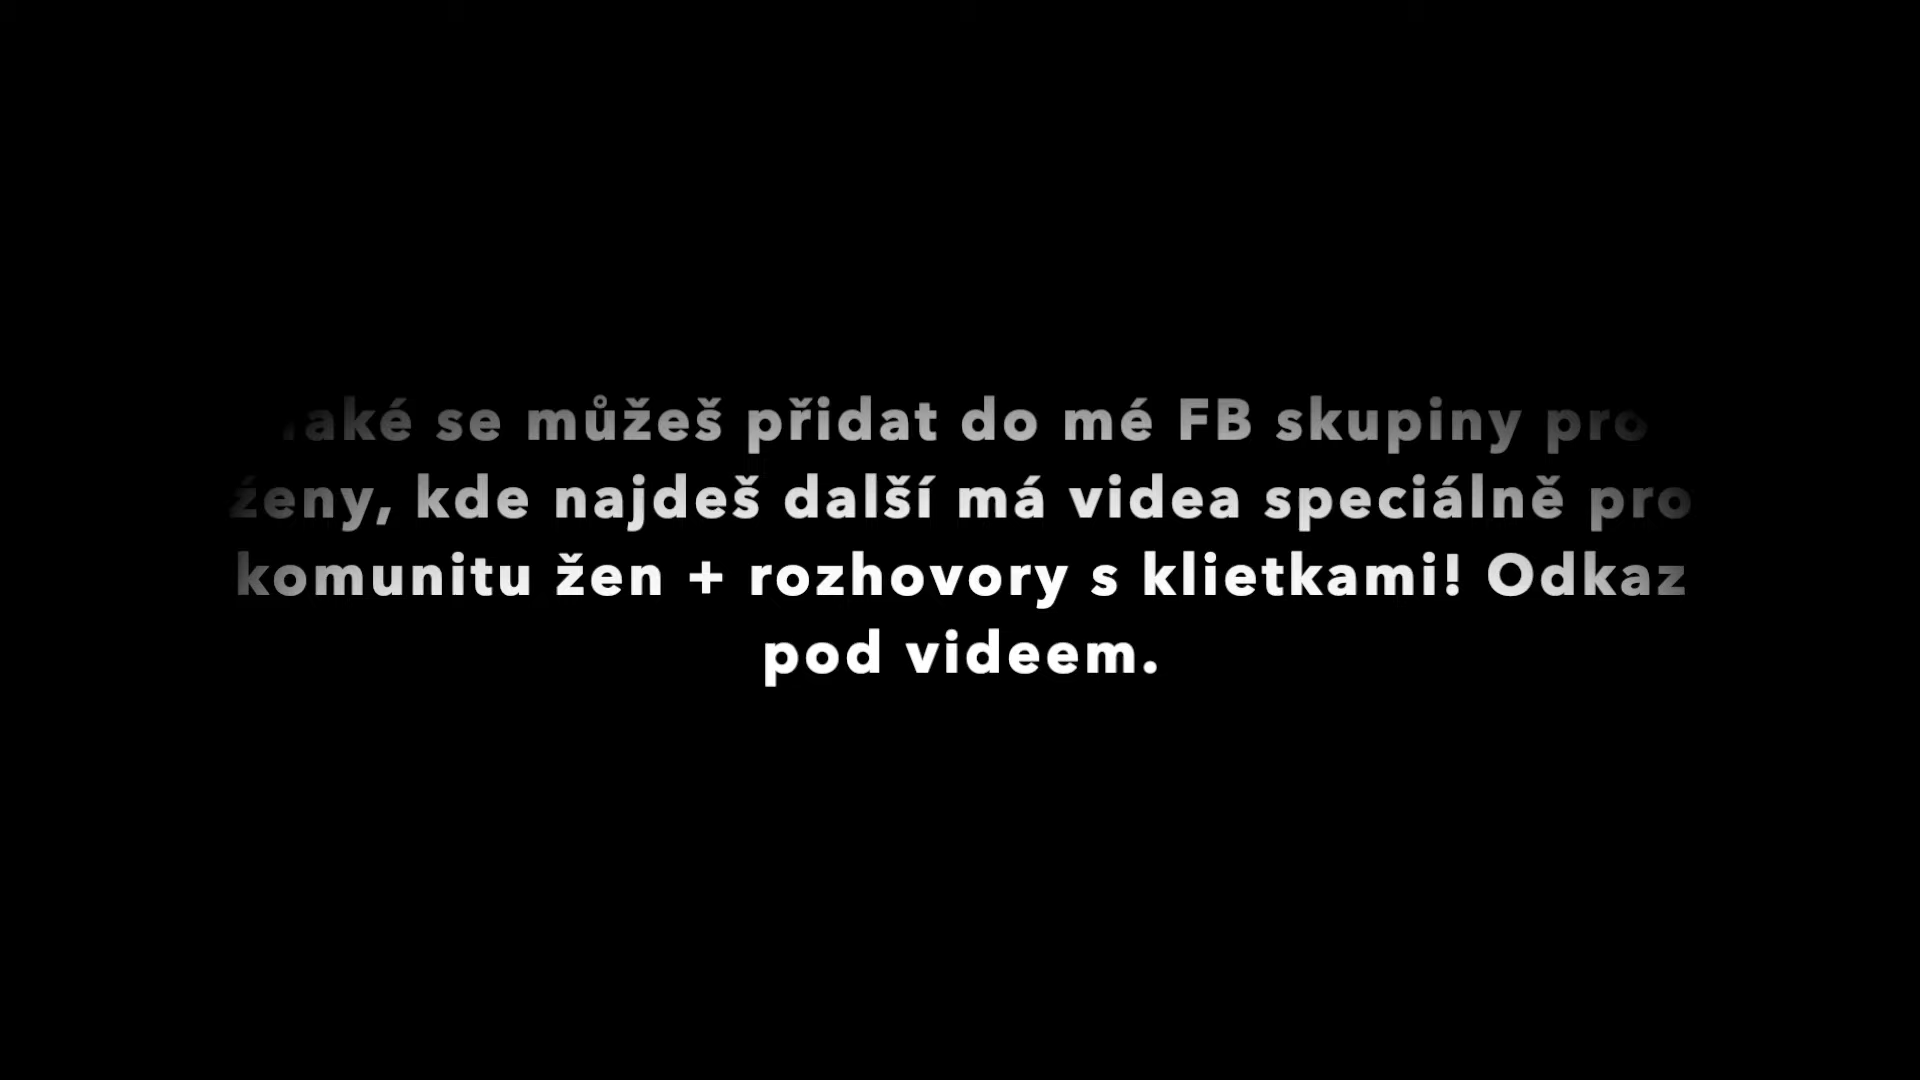 Také se můžeš přidat do mé FB skupiny pro
ženy, kde najdeš další má videa speciálně pro
komunitu žen + rozhovory s klietkami! Odkaz
pod videem.